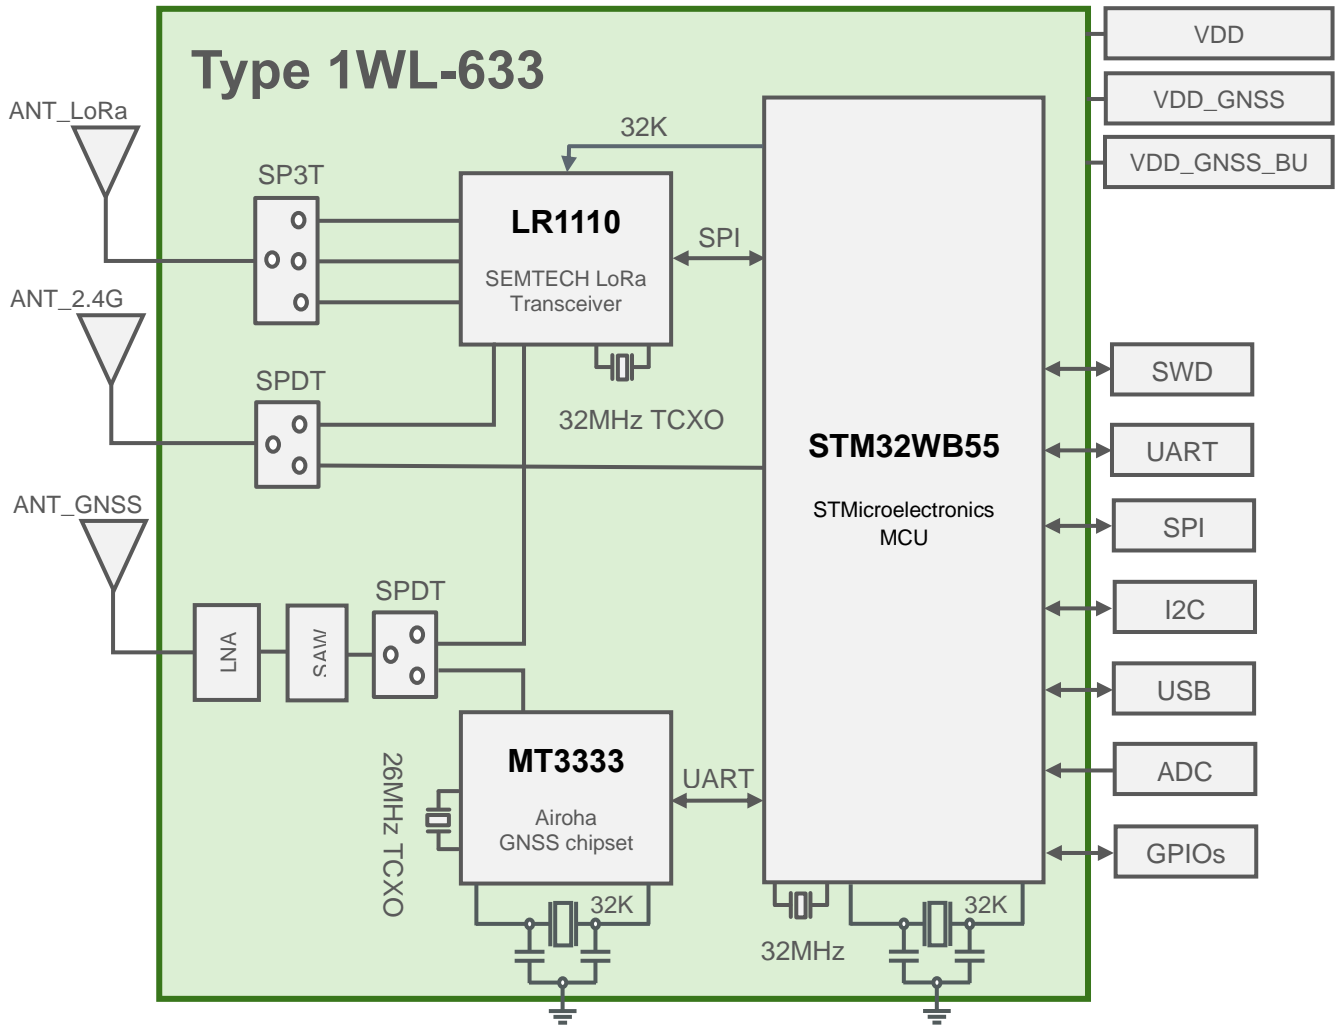 Type 1WL-633
VDD
VDD_GNSS
VDD_GNSS_BU
ANT_LoRa
SP3T
32K
LR1110
SEMTECH LoRa
Transceiver
SPI
ANT_2.4G
SPDT
32MHz TCXO
STM32WB55
STMicroelectronics
MCU
SWD
UART
SPI
I2C
USB
ADC
GPIOs
ANT_GNSS
LNA
SAW
SPDT
MT3333
Airoha
GNSS chipset
UART
26MHz TCXO
32K
32MHz
32K